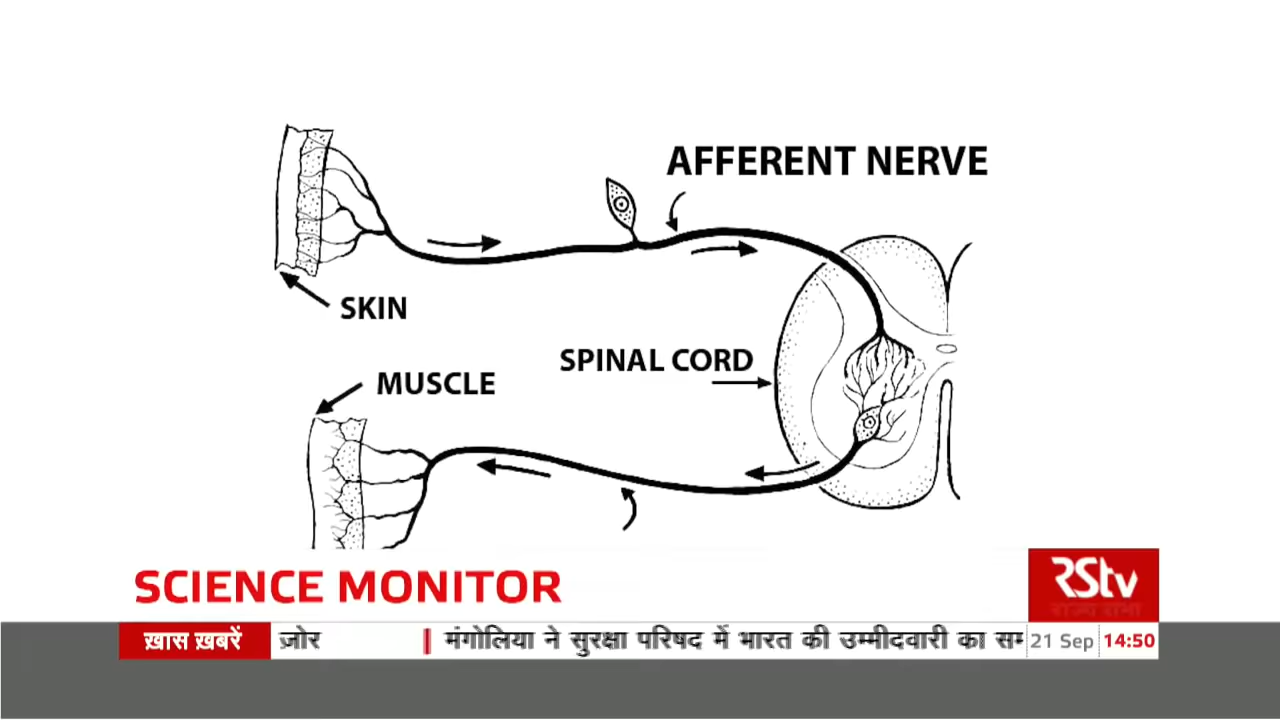 AFFERENT NERVE
SKIN
SPINAL CORD
MUSCLE
SCIENCE MONITOR
RStv
राज्य सभा
ख़ास ख़बरें
ज़ोर
मंगोलिया ने सुरक्षा परिषद में भारत की उम्मीदवारी का
21 Sep
14:50